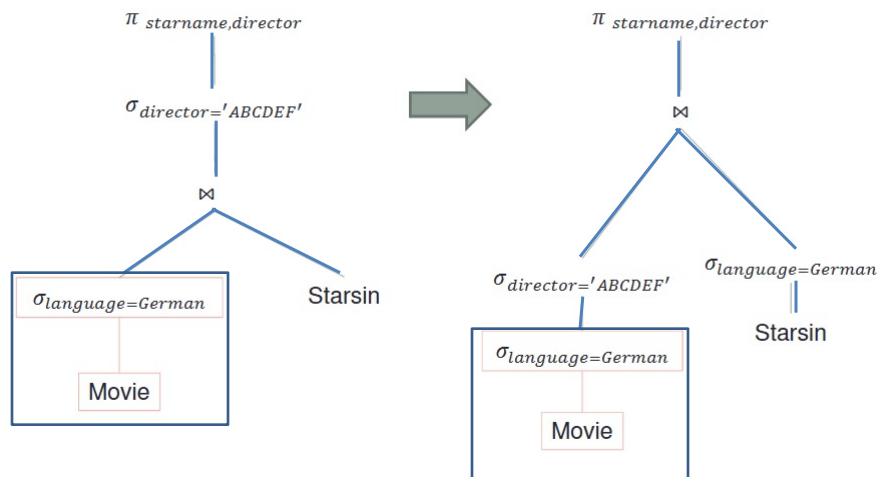 π starname,director
σ director='ABCDEF'
⋈
σ language=German
Starsin
Movie
π starname,director
⋈
σ director='ABCDEF'
σ language=German
Starsin
σ language=German
Movie